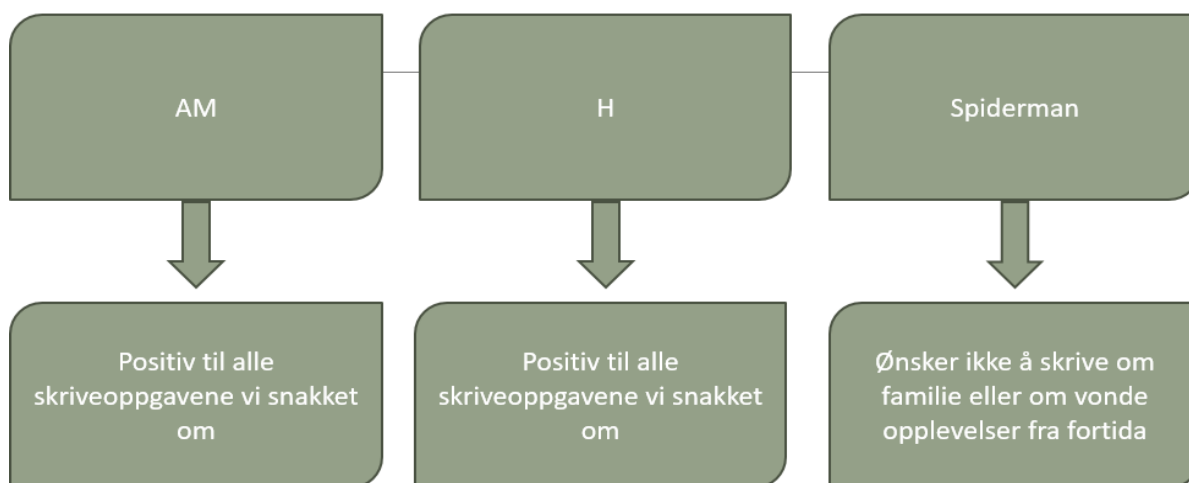 AM
H
Spiderman
Positiv til alle
skriveoppgavene vi snakket
om
Positiv til alle
skriveoppgavene vi snakket
om
Ønsker ikke å skrive om
familie eller om vonde
opplevelser fra fortida